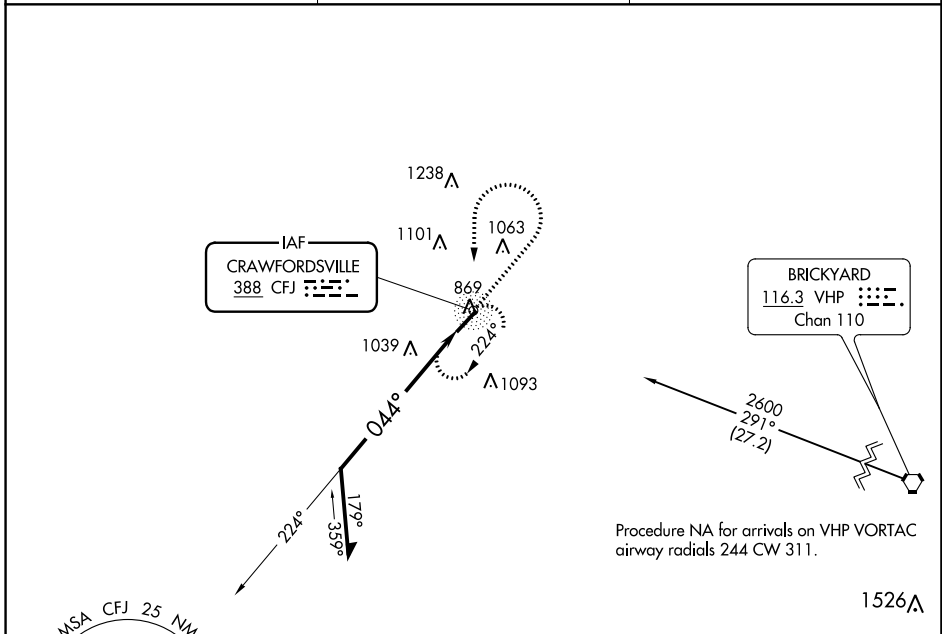 1238
1101
1063
IAF
CRAWFORDSVILLE
388 CFJ
869
BRICKYARD
116.3 VHP
Chan 110
1039
224°
1093
044°
2600
291°
(27.2)
179°
359°
224°
Procedure NA for arrivals on VHP VORTAC
airway radials 244 CW 311.
1526
MSA CFJ 25 NM